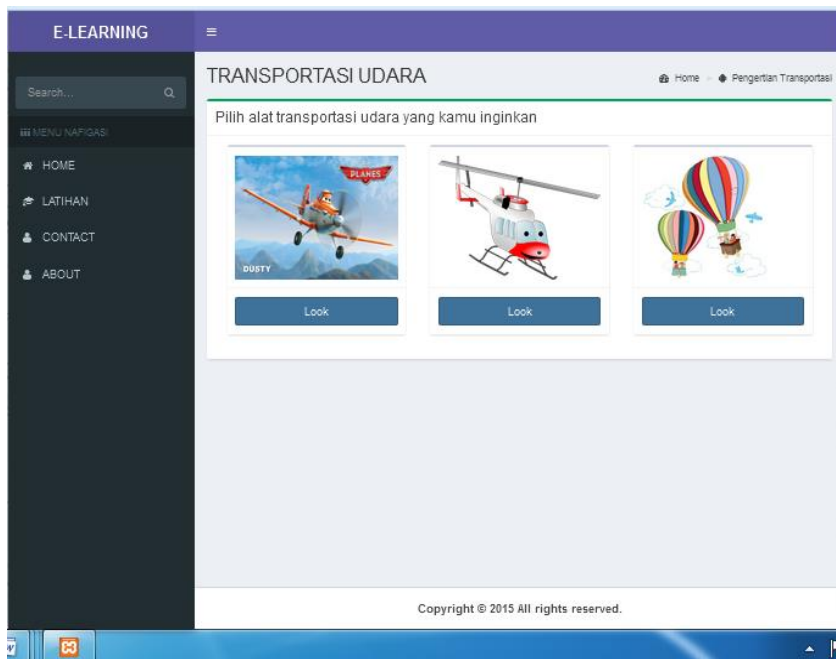 E-LEARNING
Search...
MENU NAFIGASI
HOME
LATIHAN
CONTACT
ABOUT
TRANSPORTASI UDARA
Home > Pengertian Transportasi
Pilih alat transportasi udara yang kamu inginkan
PLANES
DUSTY
Look
Look
Look
Copyright © 2015 All rights reserved.